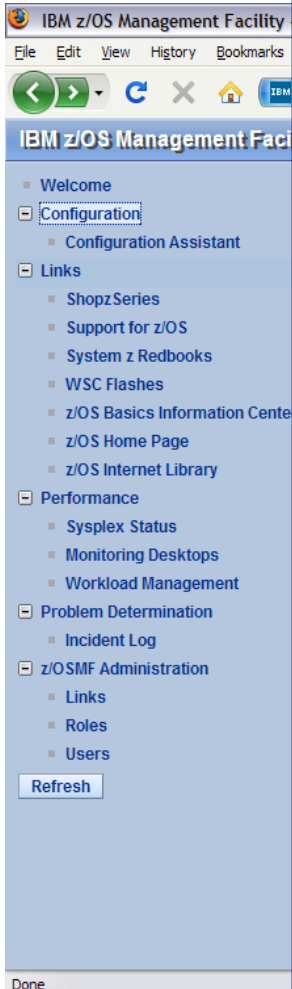 IBM z/OS Management Facility -
File Edit View History Bookmarks
IBM
IBM z/OS Management Faci
Welcome
Configuration
Configuration Assistant
Links
ShopzSeries
Support for z/OS
System z Redbooks
WSC Flashes
z/OS Basics Information Cente
z/OS Home Page
z/OS Internet Library
Performance
Sysplex Status
Monitoring Desktops
Workload Management
Problem Determination
Incident Log
z/OSMF Administration
Links
Roles
Users
Refresh
Done